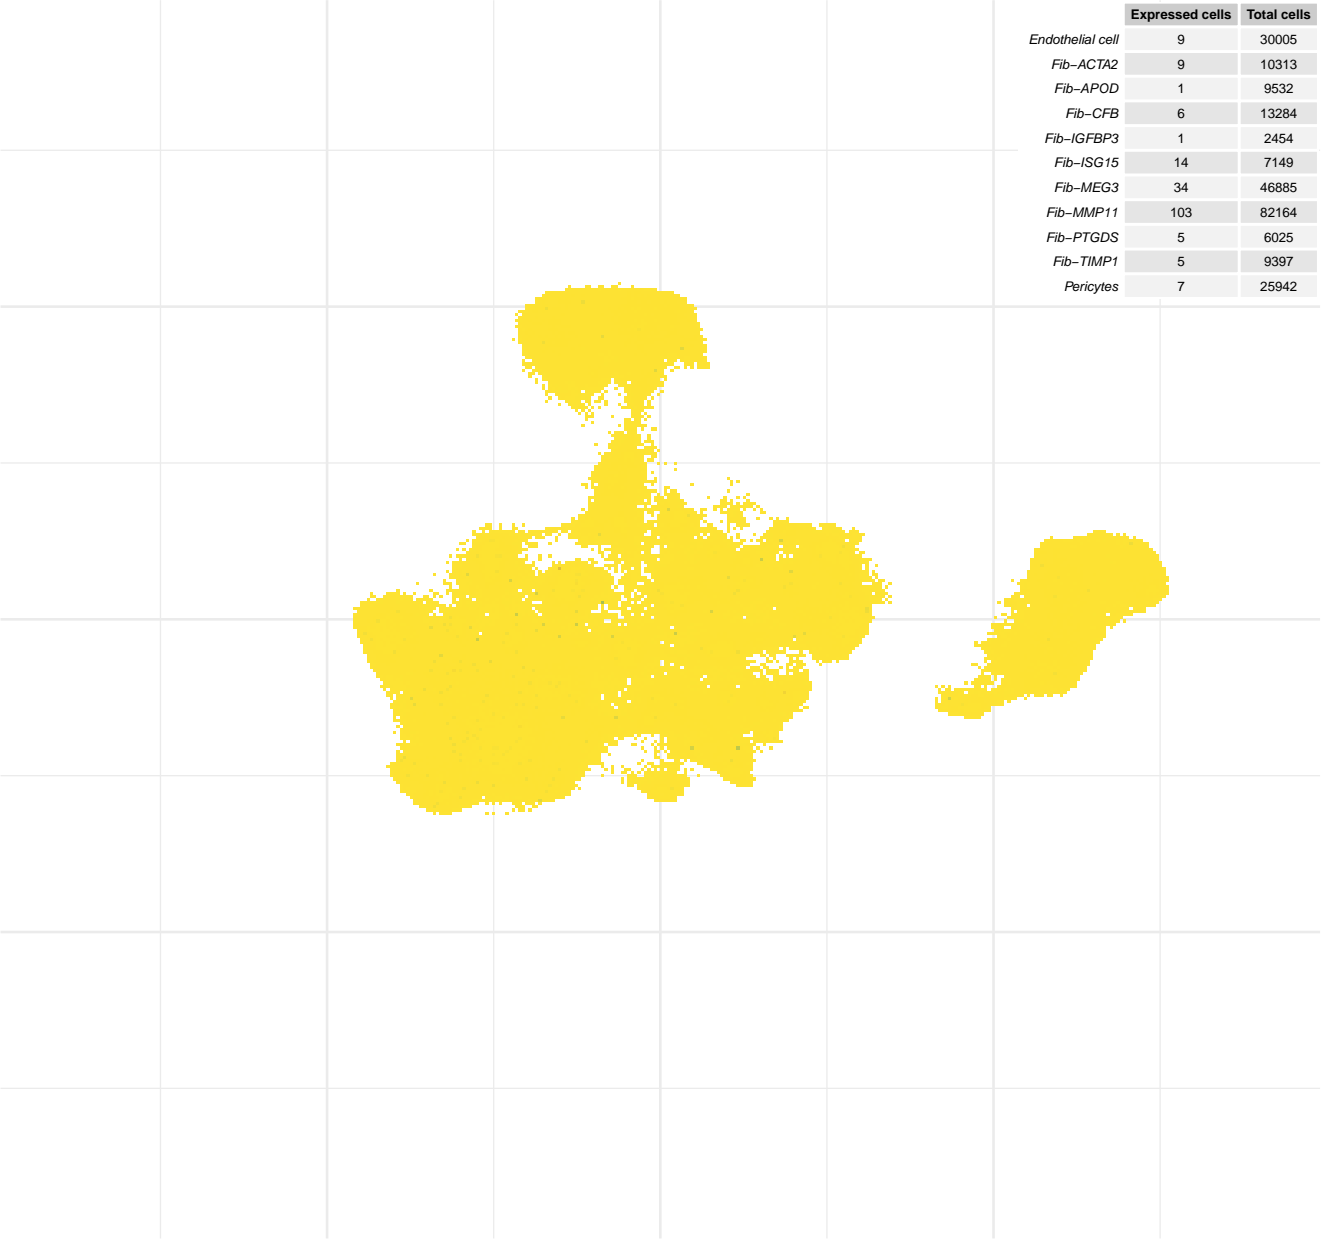 Expressed cells Total cells
Endothelial cell 9 30005
Fib−ACTA2 9 10313
Fib−APOD 1 9532
Fib−CFB 6 13284
Fib−IGFBP3 1 2454
Fib−ISG15 14 7149
Fib−MEG3 34 46885
Fib−MMP11 103 82164
Fib−PTGDS 5 6025
Fib−TIMP1 5 9397
Pericytes 7 25942